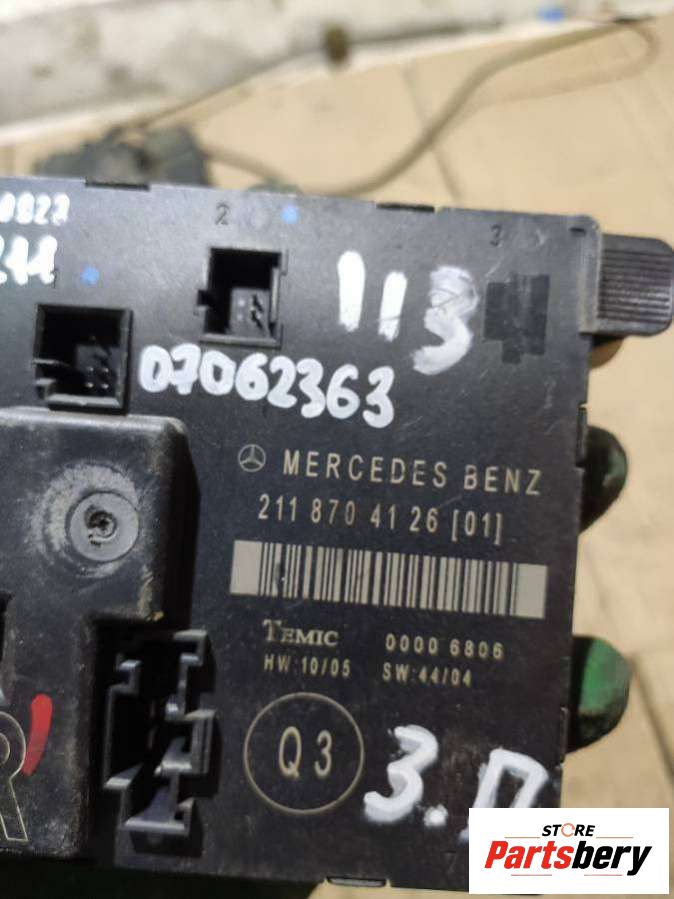 2
3
113
07062363
MERCEDES BENZ
211 870 41 26 [01]
TEMIC 0000 6806
HW:10/05 SW:44/04
Q3
3.П
R
STORE
Partsbery